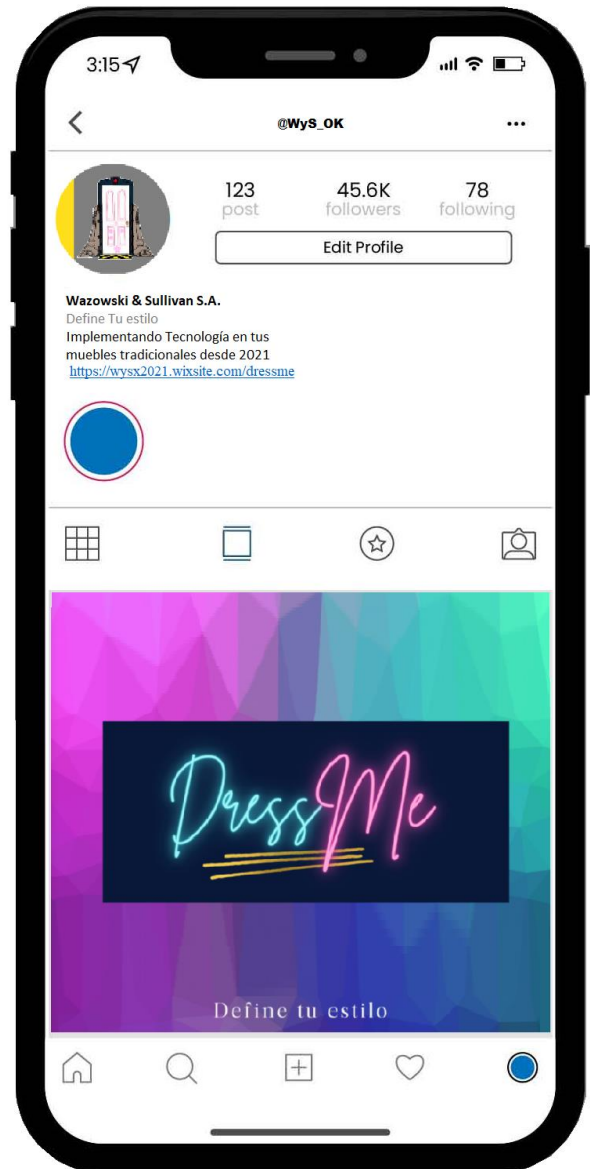 3:15
@WyS_OK
123 45.6K 78
post followers following
Edit Profile
Wazowski & Sullivan S.A.
Define Tu estilo
Implementando Tecnología en tus
muebles tradicionales desde 2021
https://wysx2021.wixsite.com/dressme
DressMe
Define tu estilo